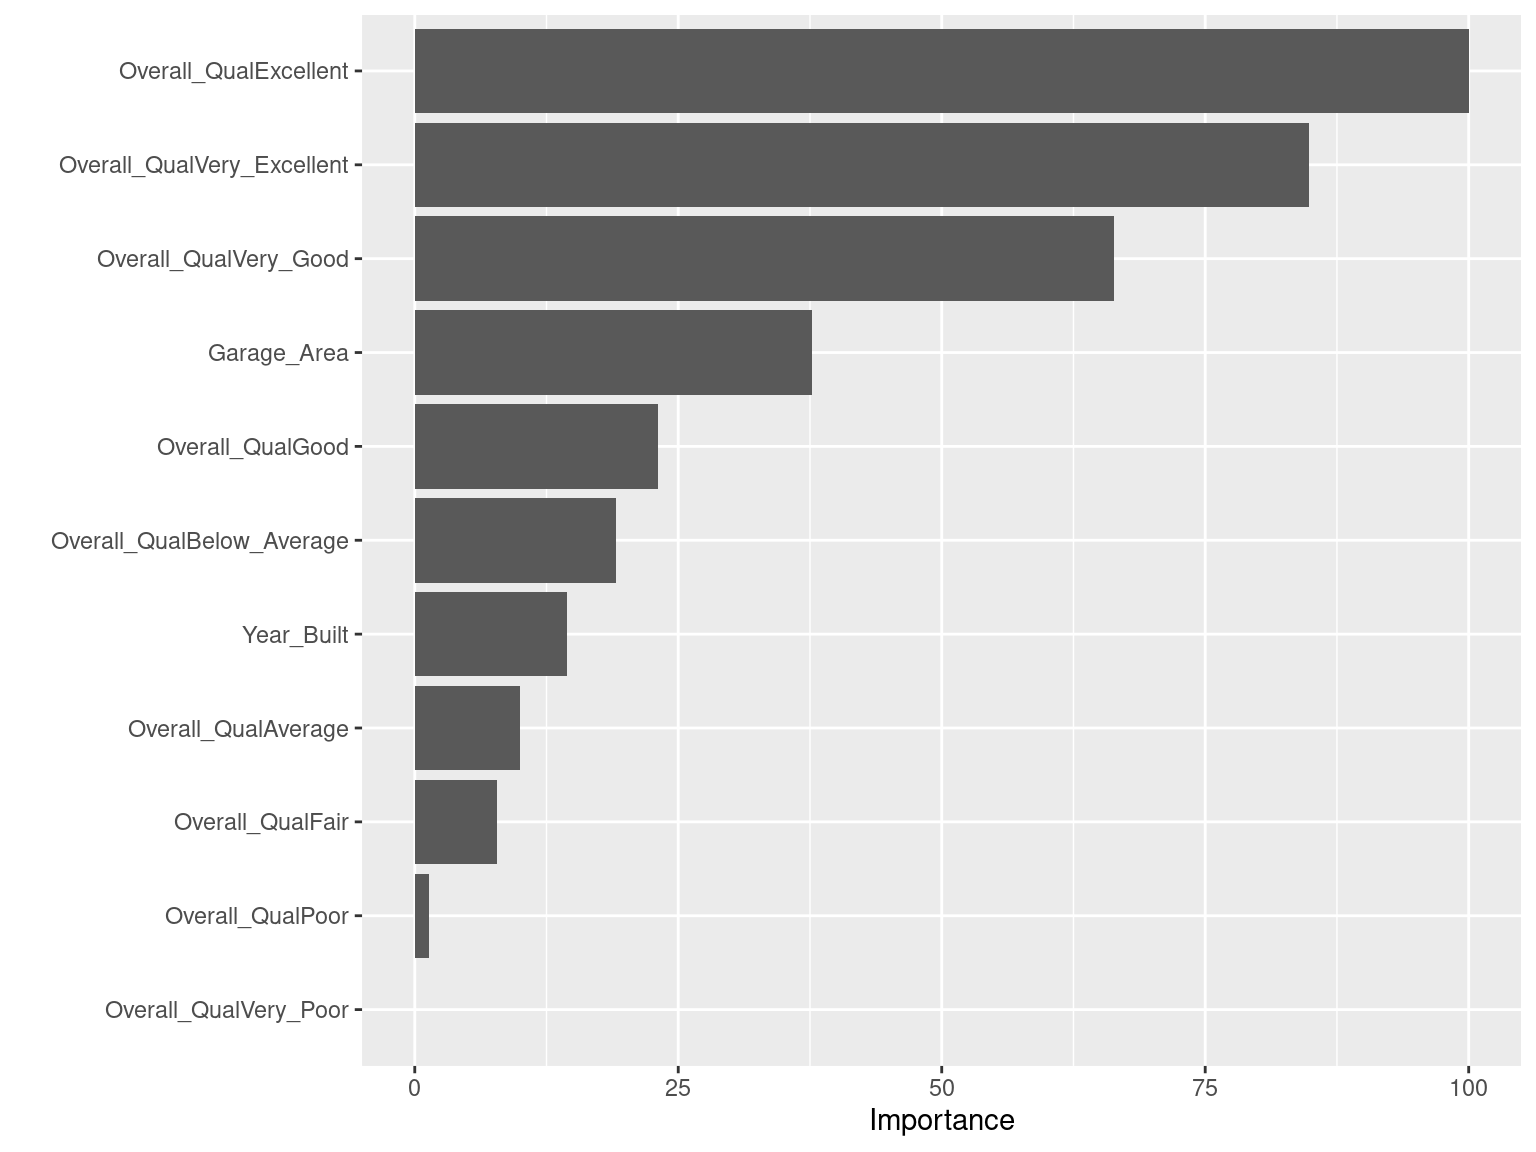 Overall_QualExcellent
Overall_QualVery_Excellent
Overall_QualVery_Good
Garage_Area
Overall_QualGood
Overall_QualBelow_Average
Year_Built
Overall_QualAverage
Overall_QualFair
Overall_QualPoor
Overall_QualVery_Poor
0 25 50 75 100
Importance